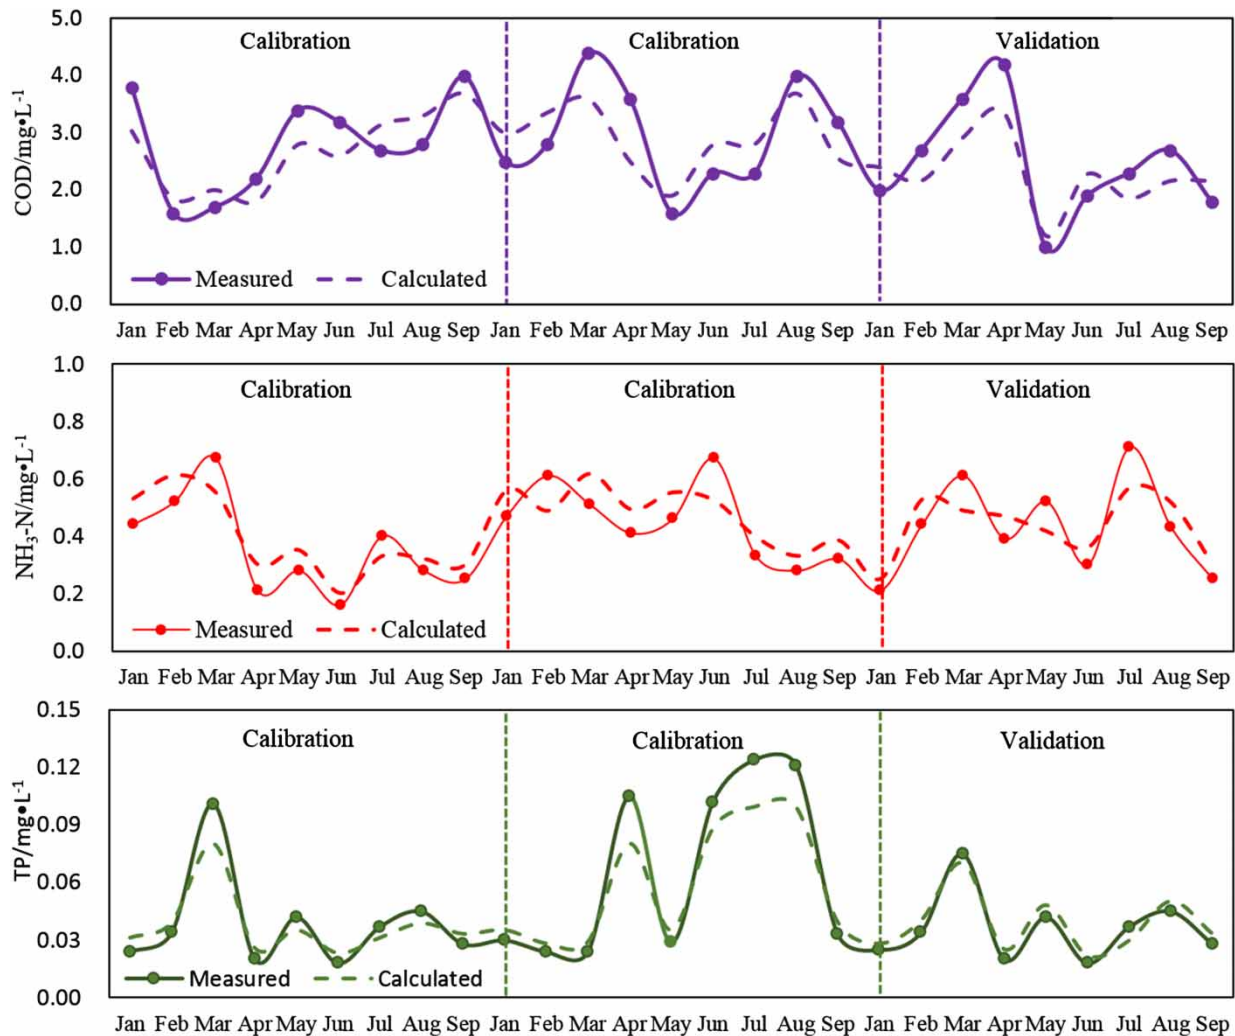 5.0
Calibration Calibration Validation
4.0
3.0
2.0
1.0
0.0
COD/mg•L⁻¹
Measured Calculated
Jan Feb Mar Apr May Jun Jul Aug Sep Jan Feb Mar Apr May Jun Jul Aug Sep Jan Feb Mar Apr May Jun Jul Aug Sep
1.0
Calibration Calibration Validation
0.8
0.6
0.4
0.2
0.0
NH₃-N/mg•L⁻¹
Measured Calculated
Jan Feb Mar Apr May Jun Jul Aug Sep Jan Feb Mar Apr May Jun Jul Aug Sep Jan Feb Mar Apr May Jun Jul Aug Sep
0.15
Calibration Calibration Validation
0.12
0.09
0.06
0.03
0.00
TP/mg•L⁻¹
Measured Calculated
Jan Feb Mar Apr May Jun Jul Aug Sep Jan Feb Mar Apr May Jun Jul Aug Sep Jan Feb Mar Apr May Jun Jul Aug Sep